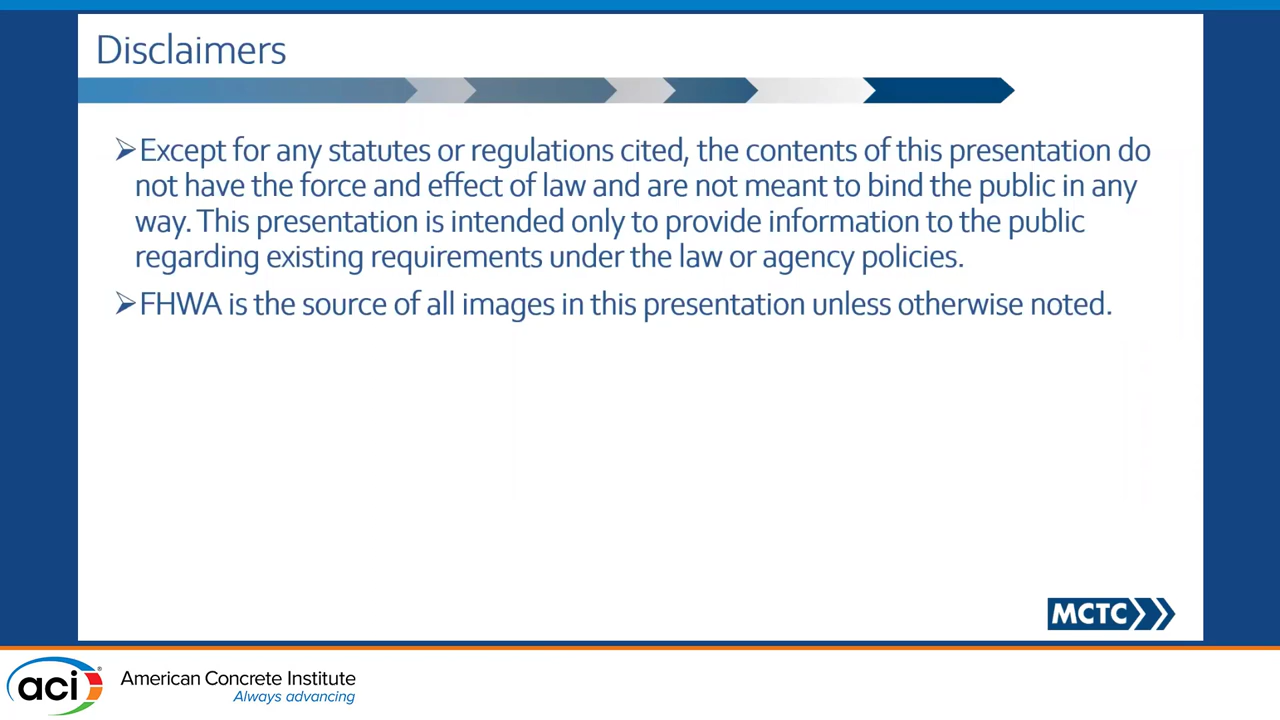 Disclaimers
➢Except for any statutes or regulations cited, the contents of this presentation do
not have the force and effect of law and are not meant to bind the public in any
way. This presentation is intended only to provide information to the public
regarding existing requirements under the law or agency policies.
➢FHWA is the source of all images in this presentation unless otherwise noted.
MCTC
aci®
American Concrete Institute
Always advancing